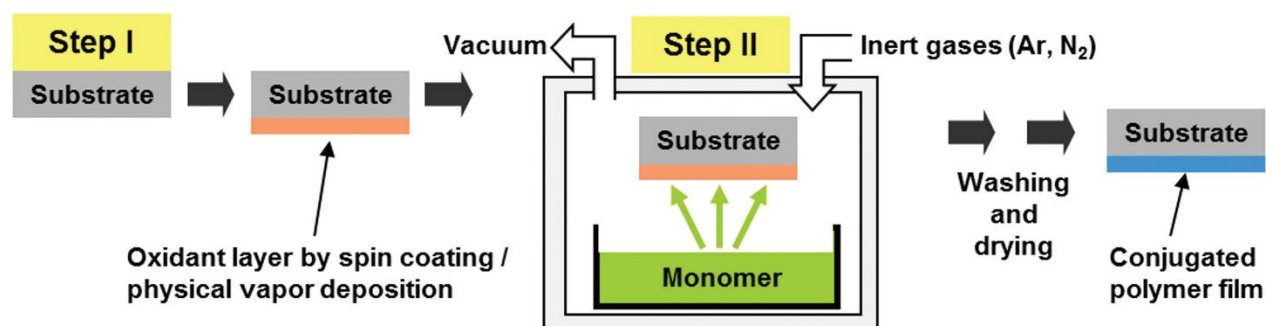 Step I
Substrate
Substrate
Oxidant layer by spin coating /
physical vapor deposition
Vacuum
Step II
Inert gases (Ar, N₂)
Substrate
Monomer
Washing
and
drying
Substrate
Conjugated
polymer film